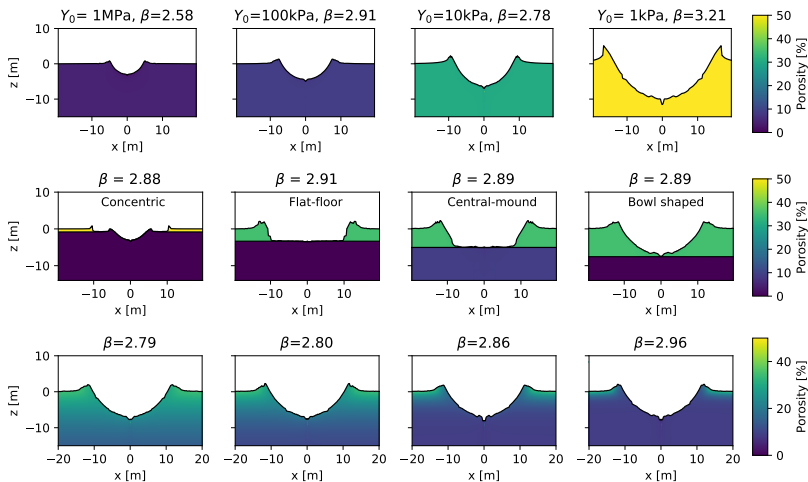 Y₀= 1MPa, β=2.58
Y₀= 100kPa, β=2.91
Y₀= 10kPa, β=2.78
Y₀= 1kPa, β=3.21
10
0
−10
z [m]
−10 0 10
−10 0 10
−10 0 10
−10 0 10
x [m]
x [m]
x [m]
x [m]
50
40
30
20
10
0
Porosity [%]
β = 2.88
β = 2.91
β = 2.89
β = 2.89
Concentric
Flat-floor
Central-mound
Bowl shaped
10
0
−10
z [m]
−10 0 10
−10 0 10
−10 0 10
−10 0 10
x [m]
x [m]
x [m]
x [m]
50
40
30
20
10
0
Porosity [%]
β=2.79
β=2.80
β=2.86
β=2.96
10
0
−10
z [m]
−20 −10 0 10 20
−20 −10 0 10 20
−20 −10 0 10 20
−20 −10 0 10 20
x [m]
x [m]
x [m]
x [m]
40
20
0
Porosity [%]